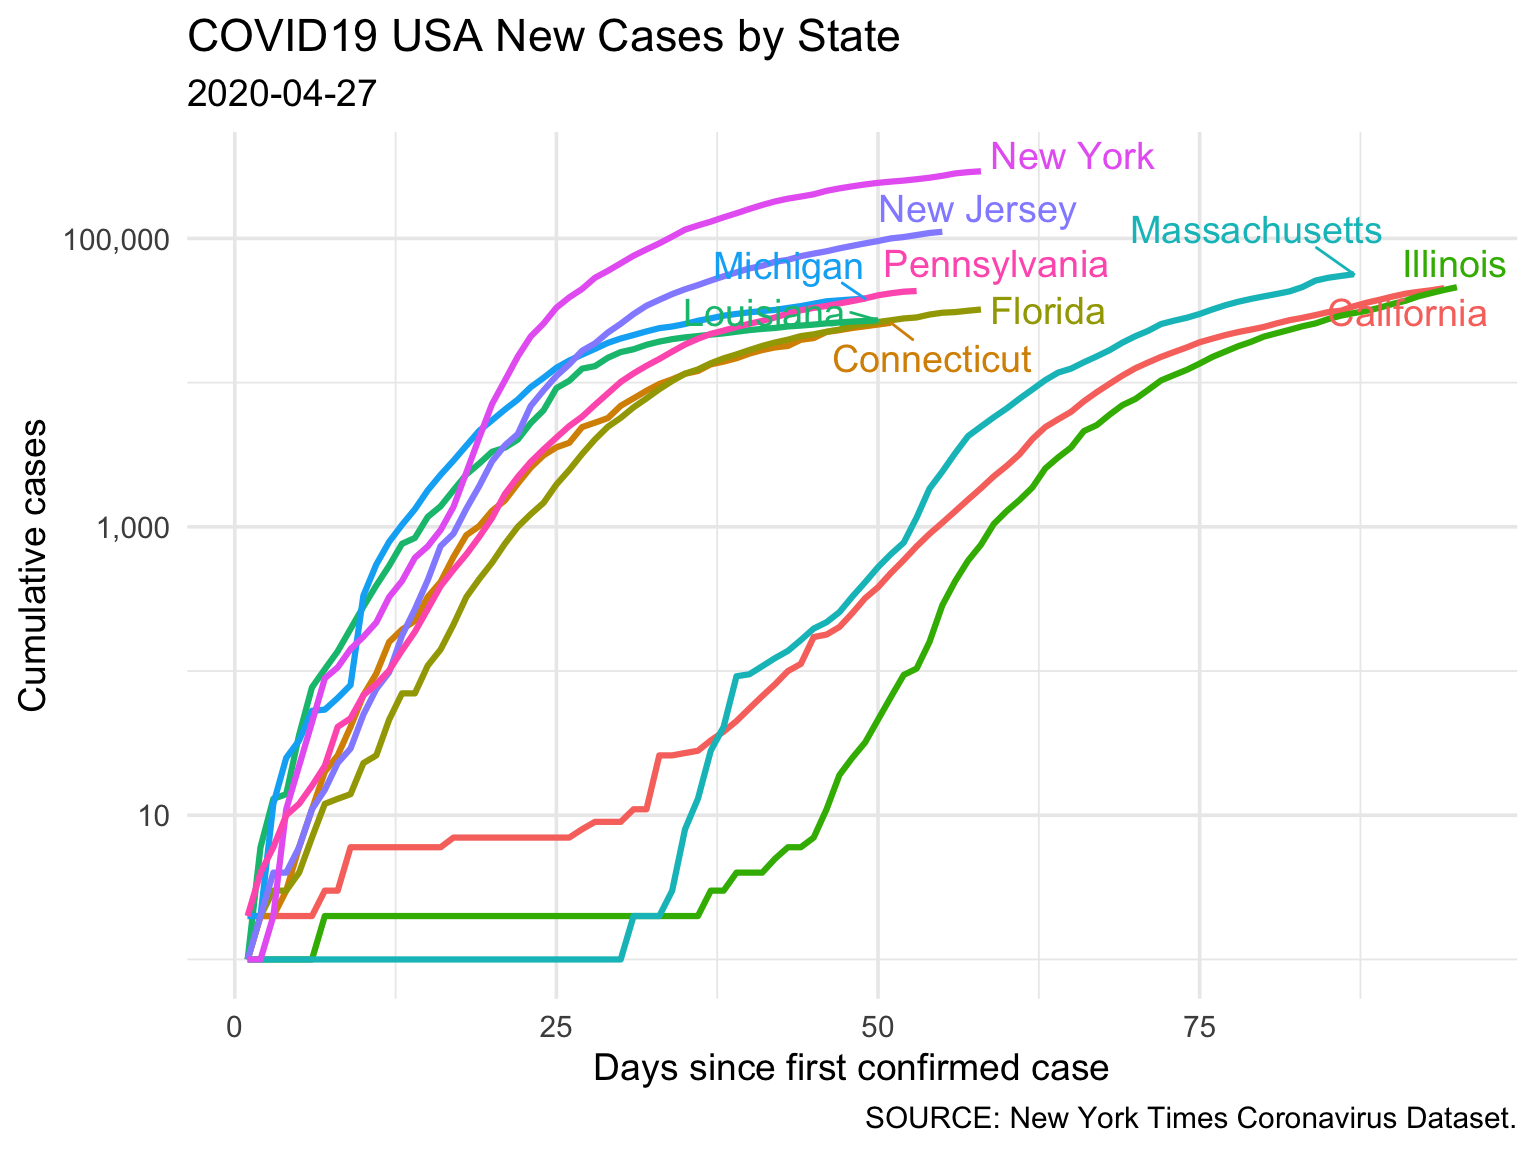 COVID19 USA New Cases by State
2020-04-27
New York
New Jersey
Massachusetts
Michigan
Pennsylvania
Illinois
Louisiana
Florida
California
Connecticut
100,000
1,000
10
Cumulative cases
0
25
50
75
Days since first confirmed case
SOURCE: New York Times Coronavirus Dataset.